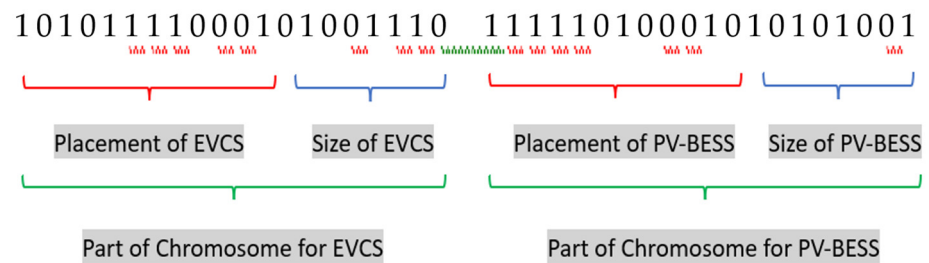 10101111000101001110 11111010001010101001
Placement of EVCS Size of EVCS Placement of PV-BESS Size of PV-BESS
Part of Chromosome for EVCS Part of Chromosome for PV-BESS